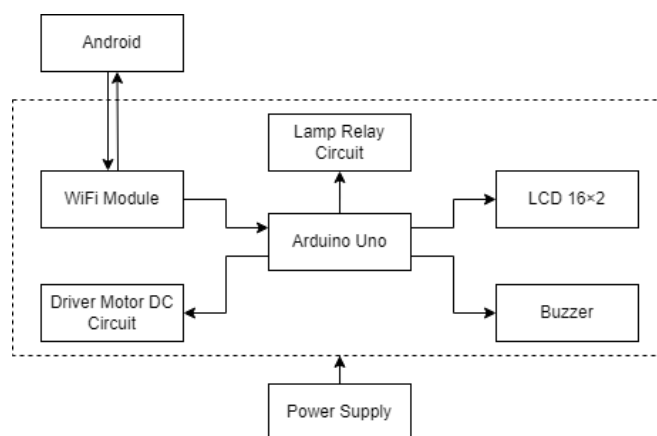 Android
Lamp Relay
Circuit
WiFi Module
LCD 16×2
Arduino Uno
Driver Motor DC
Circuit
Buzzer
Power Supply